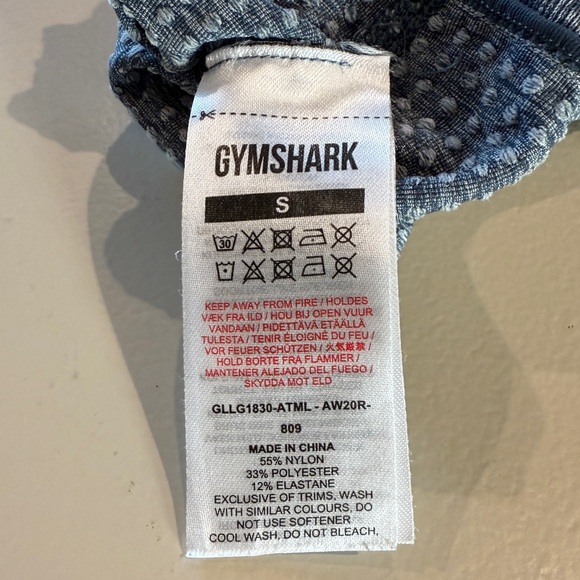 GYMSHARK
S
30
KEEP AWAY FROM FIRE / HOLDES
VÆK FRA ILD / HOU BIJ OPEN VUUR
VANDAAN / PIDETTÄVÄ ETÄÄLLÄ
TULESTA / TENIR ÉLOIGNÉ DU FEU /
VOR FEUER SCHÜTZEN / 火気厳禁 /
HOLD BORTE FRA FLAMMER /
MANTENER ALEJADO DEL FUEGO /
SKYDDA MOT ELD
GLLG1830-ATML - AW20R-
809
MADE IN CHINA
55% NYLON
33% POLYESTER
12% ELASTANE
EXCLUSIVE OF TRIMS, WASH
WITH SIMILAR COLOURS, DO
NOT USE SOFTENER
COOL WASH, DO NOT BLEACH,